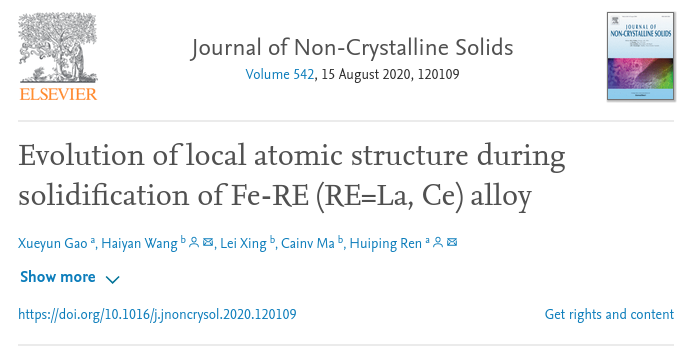 ELSEVIER
Journal of Non-Crystalline Solids
Volume 542, 15 August 2020, 120109
JOURNAL OF
NON-CRYSTALLINE SOLIDS
Evolution of local atomic structure during
solidification of Fe-RE (RE=La, Ce) alloy
Xueyun Gao a, Haiyan Wang b, Lei Xing b, Cainv Ma b, Huiping Ren a
Show more
https://doi.org/10.1016/j.jnoncrysol.2020.120109
Get rights and content